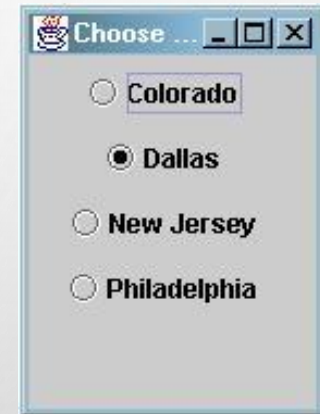 Choose ...
Colorado
Dallas
New Jersey
Philadelphia